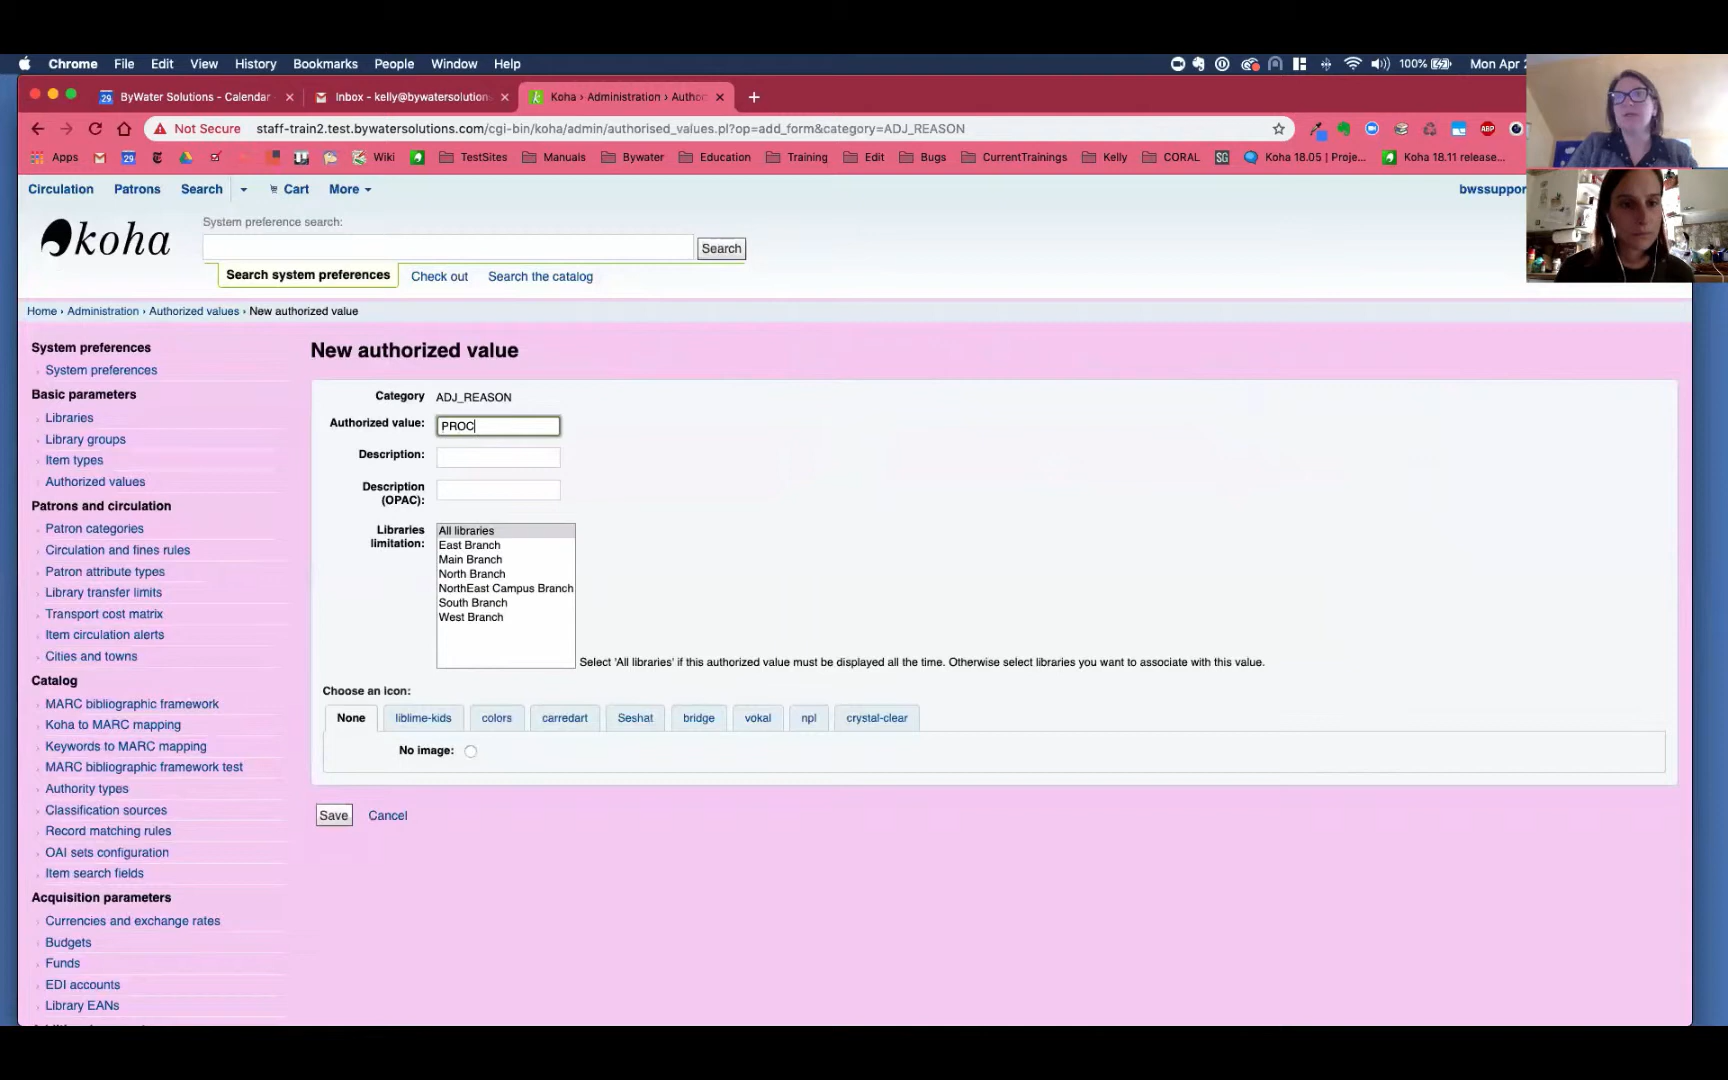 Chrome File Edit View History Bookmarks People Window Help 100% Mon Apr
ByWater Solutions - Calendar
Inbox - kelly@bywatersolution
Koha › Administration › Autho
Not Secure staff-train2.test.bywatersolutions.com/cgi-bin/koha/admin/authorised_values.pl?op=add_form&category=ADJ_REASON
Apps Wiki TestSites Manuals Bywater Education Training Edit Bugs CurrentTrainings Kelly CORAL Koha 18.05 | Proje... Koha 18.11 release...
Circulation Patrons Search Cart More bwssuppor
koha
System preference search:
Search
Search system preferences Check out Search the catalog
Home › Administration › Authorized values › New authorized value
System preferences
System preferences
Basic parameters
Libraries
Library groups
Item types
Authorized values
Patrons and circulation
Patron categories
Circulation and fines rules
Patron attribute types
Library transfer limits
Transport cost matrix
Item circulation alerts
Cities and towns
Catalog
MARC bibliographic framework
Koha to MARC mapping
Keywords to MARC mapping
MARC bibliographic framework test
Authority types
Classification sources
Record matching rules
OAI sets configuration
Item search fields
Acquisition parameters
Currencies and exchange rates
Budgets
Funds
EDI accounts
Library EANs
New authorized value
Category ADJ_REASON
Authorized value: PROC
Description:
Description
(OPAC):
Libraries
limitation:
All libraries
East Branch
Main Branch
North Branch
NorthEast Campus Branch
South Branch
West Branch
Select 'All libraries' if this authorized value must be displayed all the time. Otherwise select libraries you want to associate with this value.
Choose an icon:
None liblime-kids colors carredart Seshat bridge vokal npl crystal-clear
No image:
Save Cancel